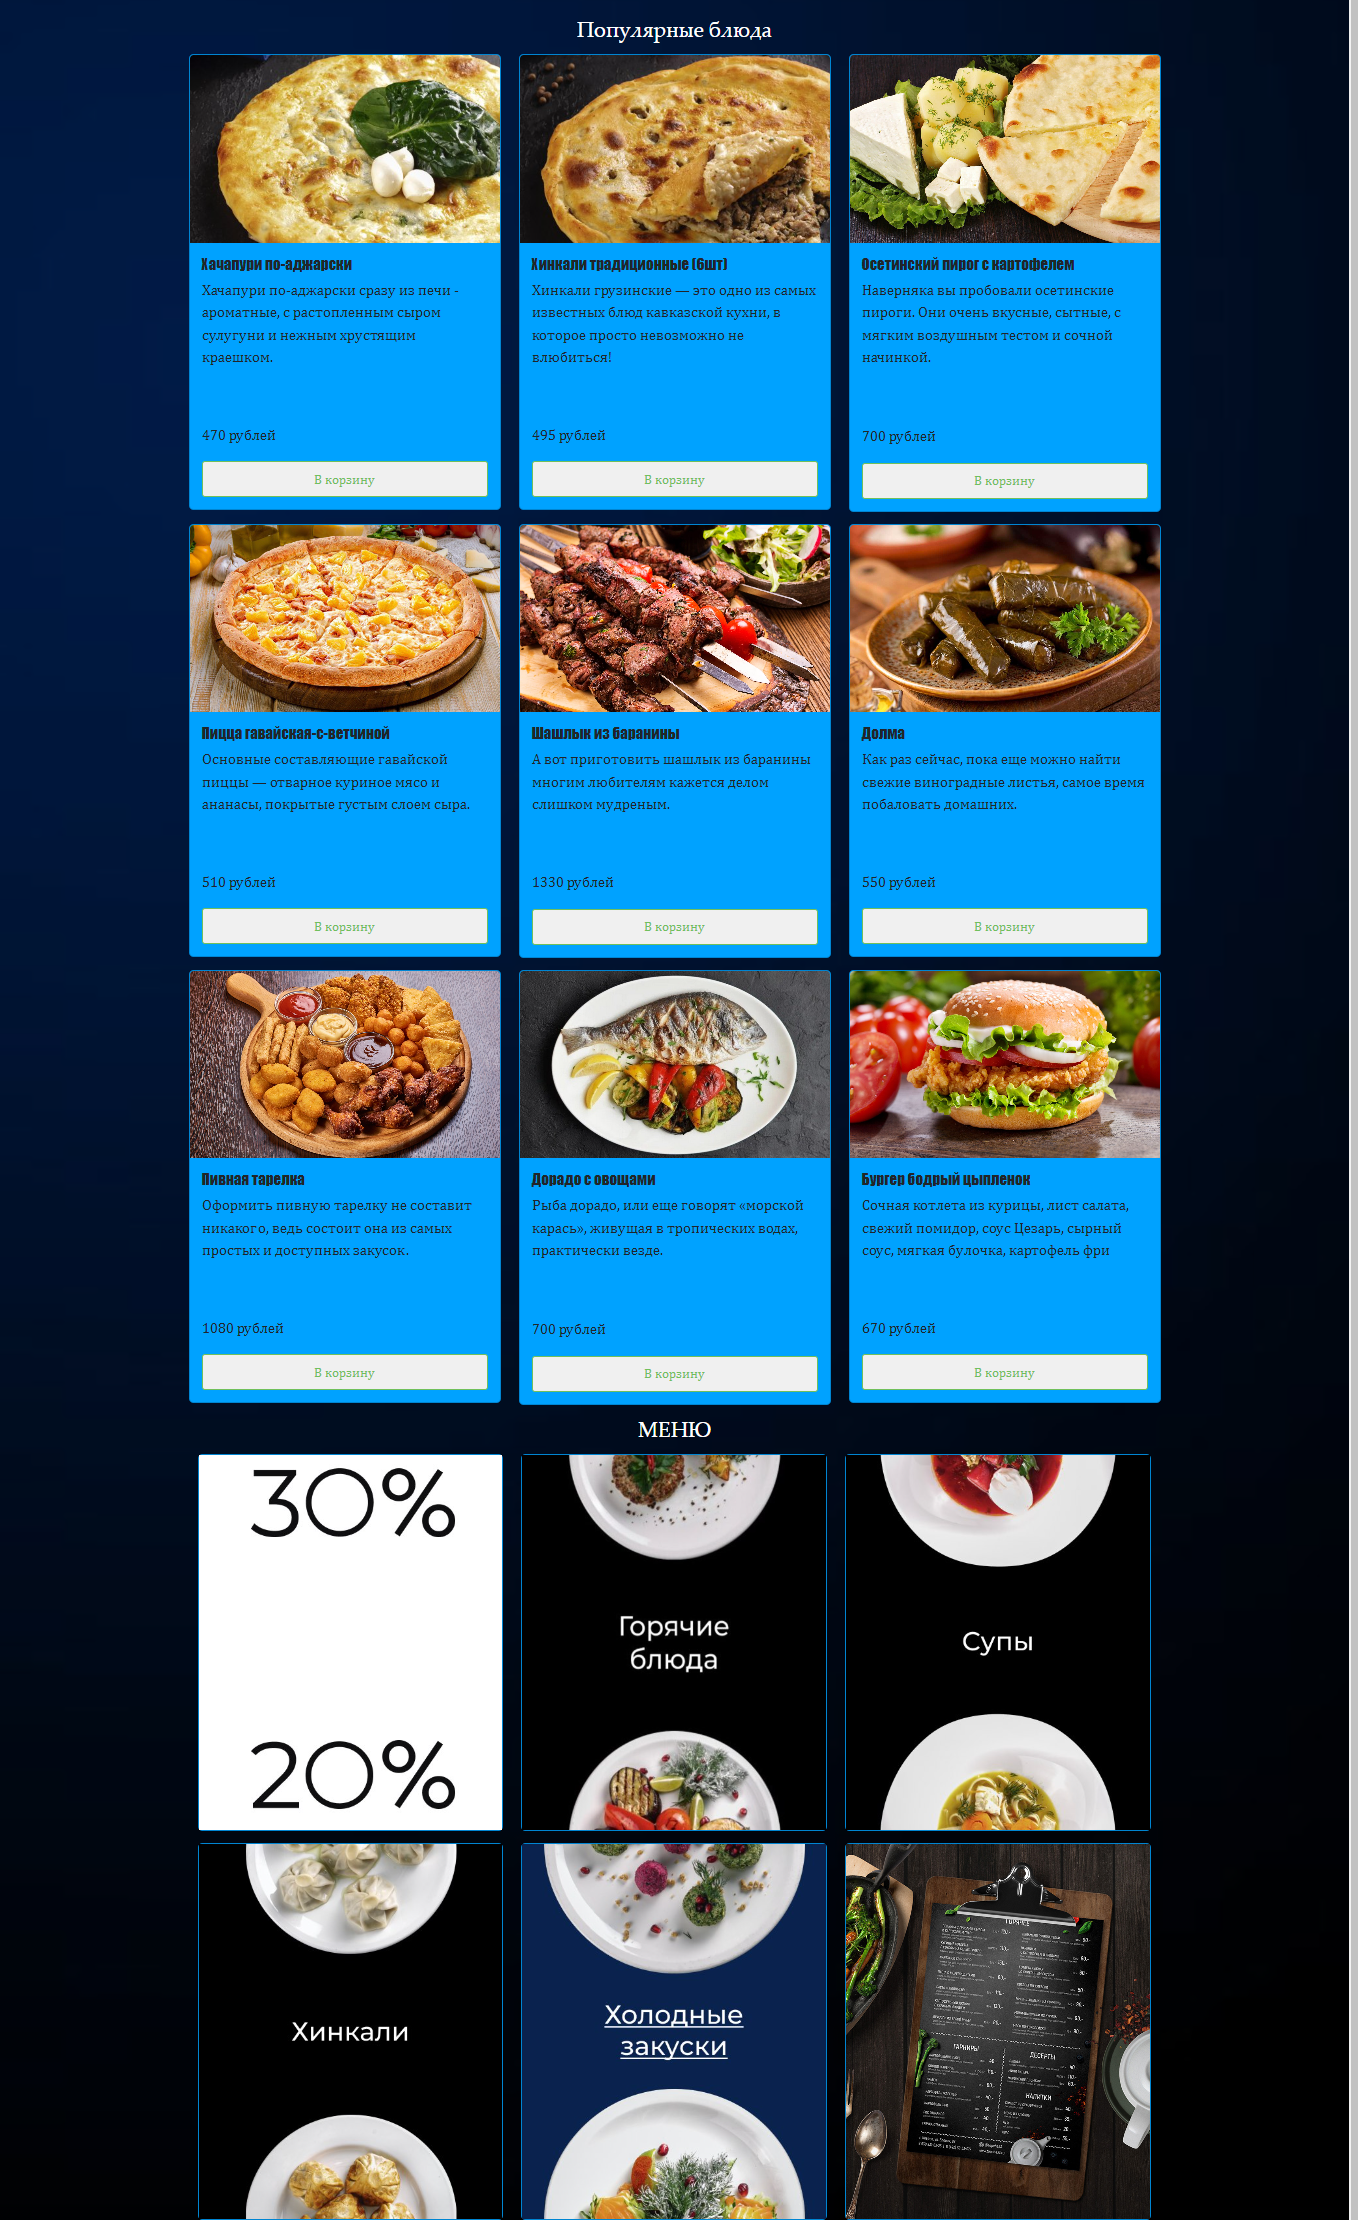 Популярные блюда
Хачапури по-аджарски
Хачапури по-аджарски сразу из печи -
ароматные, с растопленным сыром
сулугуни и нежным хрустящим
краешком.
470 рублей
В корзину
Хинкали традиционные (6шт)
Хинкали грузинские — это одно из самых
известных блюд кавказской кухни, в
которое просто невозможно не
влюбиться!
495 рублей
В корзину
Осетинский пирог с картофелем
Наверняка вы пробовали осетинские
пироги. Они очень вкусные, сытные, с
мягким воздушным тестом и сочной
начинкой.
700 рублей
В корзину
Пицца гавайская-с-ветчиной
Основные составляющие гавайской
пиццы — отварное куриное мясо и
ананасы, покрытые густым слоем сыра.
510 рублей
В корзину
Шашлык из баранины
А вот приготовить шашлык из баранины
многим любителям кажется делом
слишком мудреным.
1330 рублей
В корзину
Долма
Как раз сейчас, пока еще можно найти
свежие виноградные листья, самое время
побаловать домашних.
550 рублей
В корзину
Пивная тарелка
Оформить пивную тарелку не составит
никакого, ведь состоит она из самых
простых и доступных закусок.
1080 рублей
В корзину
Дорадо с овощами
Рыба дорадо, или еще говорят «морской
карась», живущая в тропических водах,
практически везде.
700 рублей
В корзину
Бургер бодрый цыпленок
Сочная котлета из курицы, лист салата,
свежий помидор, соус Цезарь, сырный
соус, мягкая булочка, картофель фри
670 рублей
В корзину
МЕНЮ
30%
20%
Горячие
блюда
Супы
Хинкали
Холодные
закуски
ГОРЯЧЕЕ
ГАРНИРЫ
ДЕСЕРТЫ
НАПИТКИ